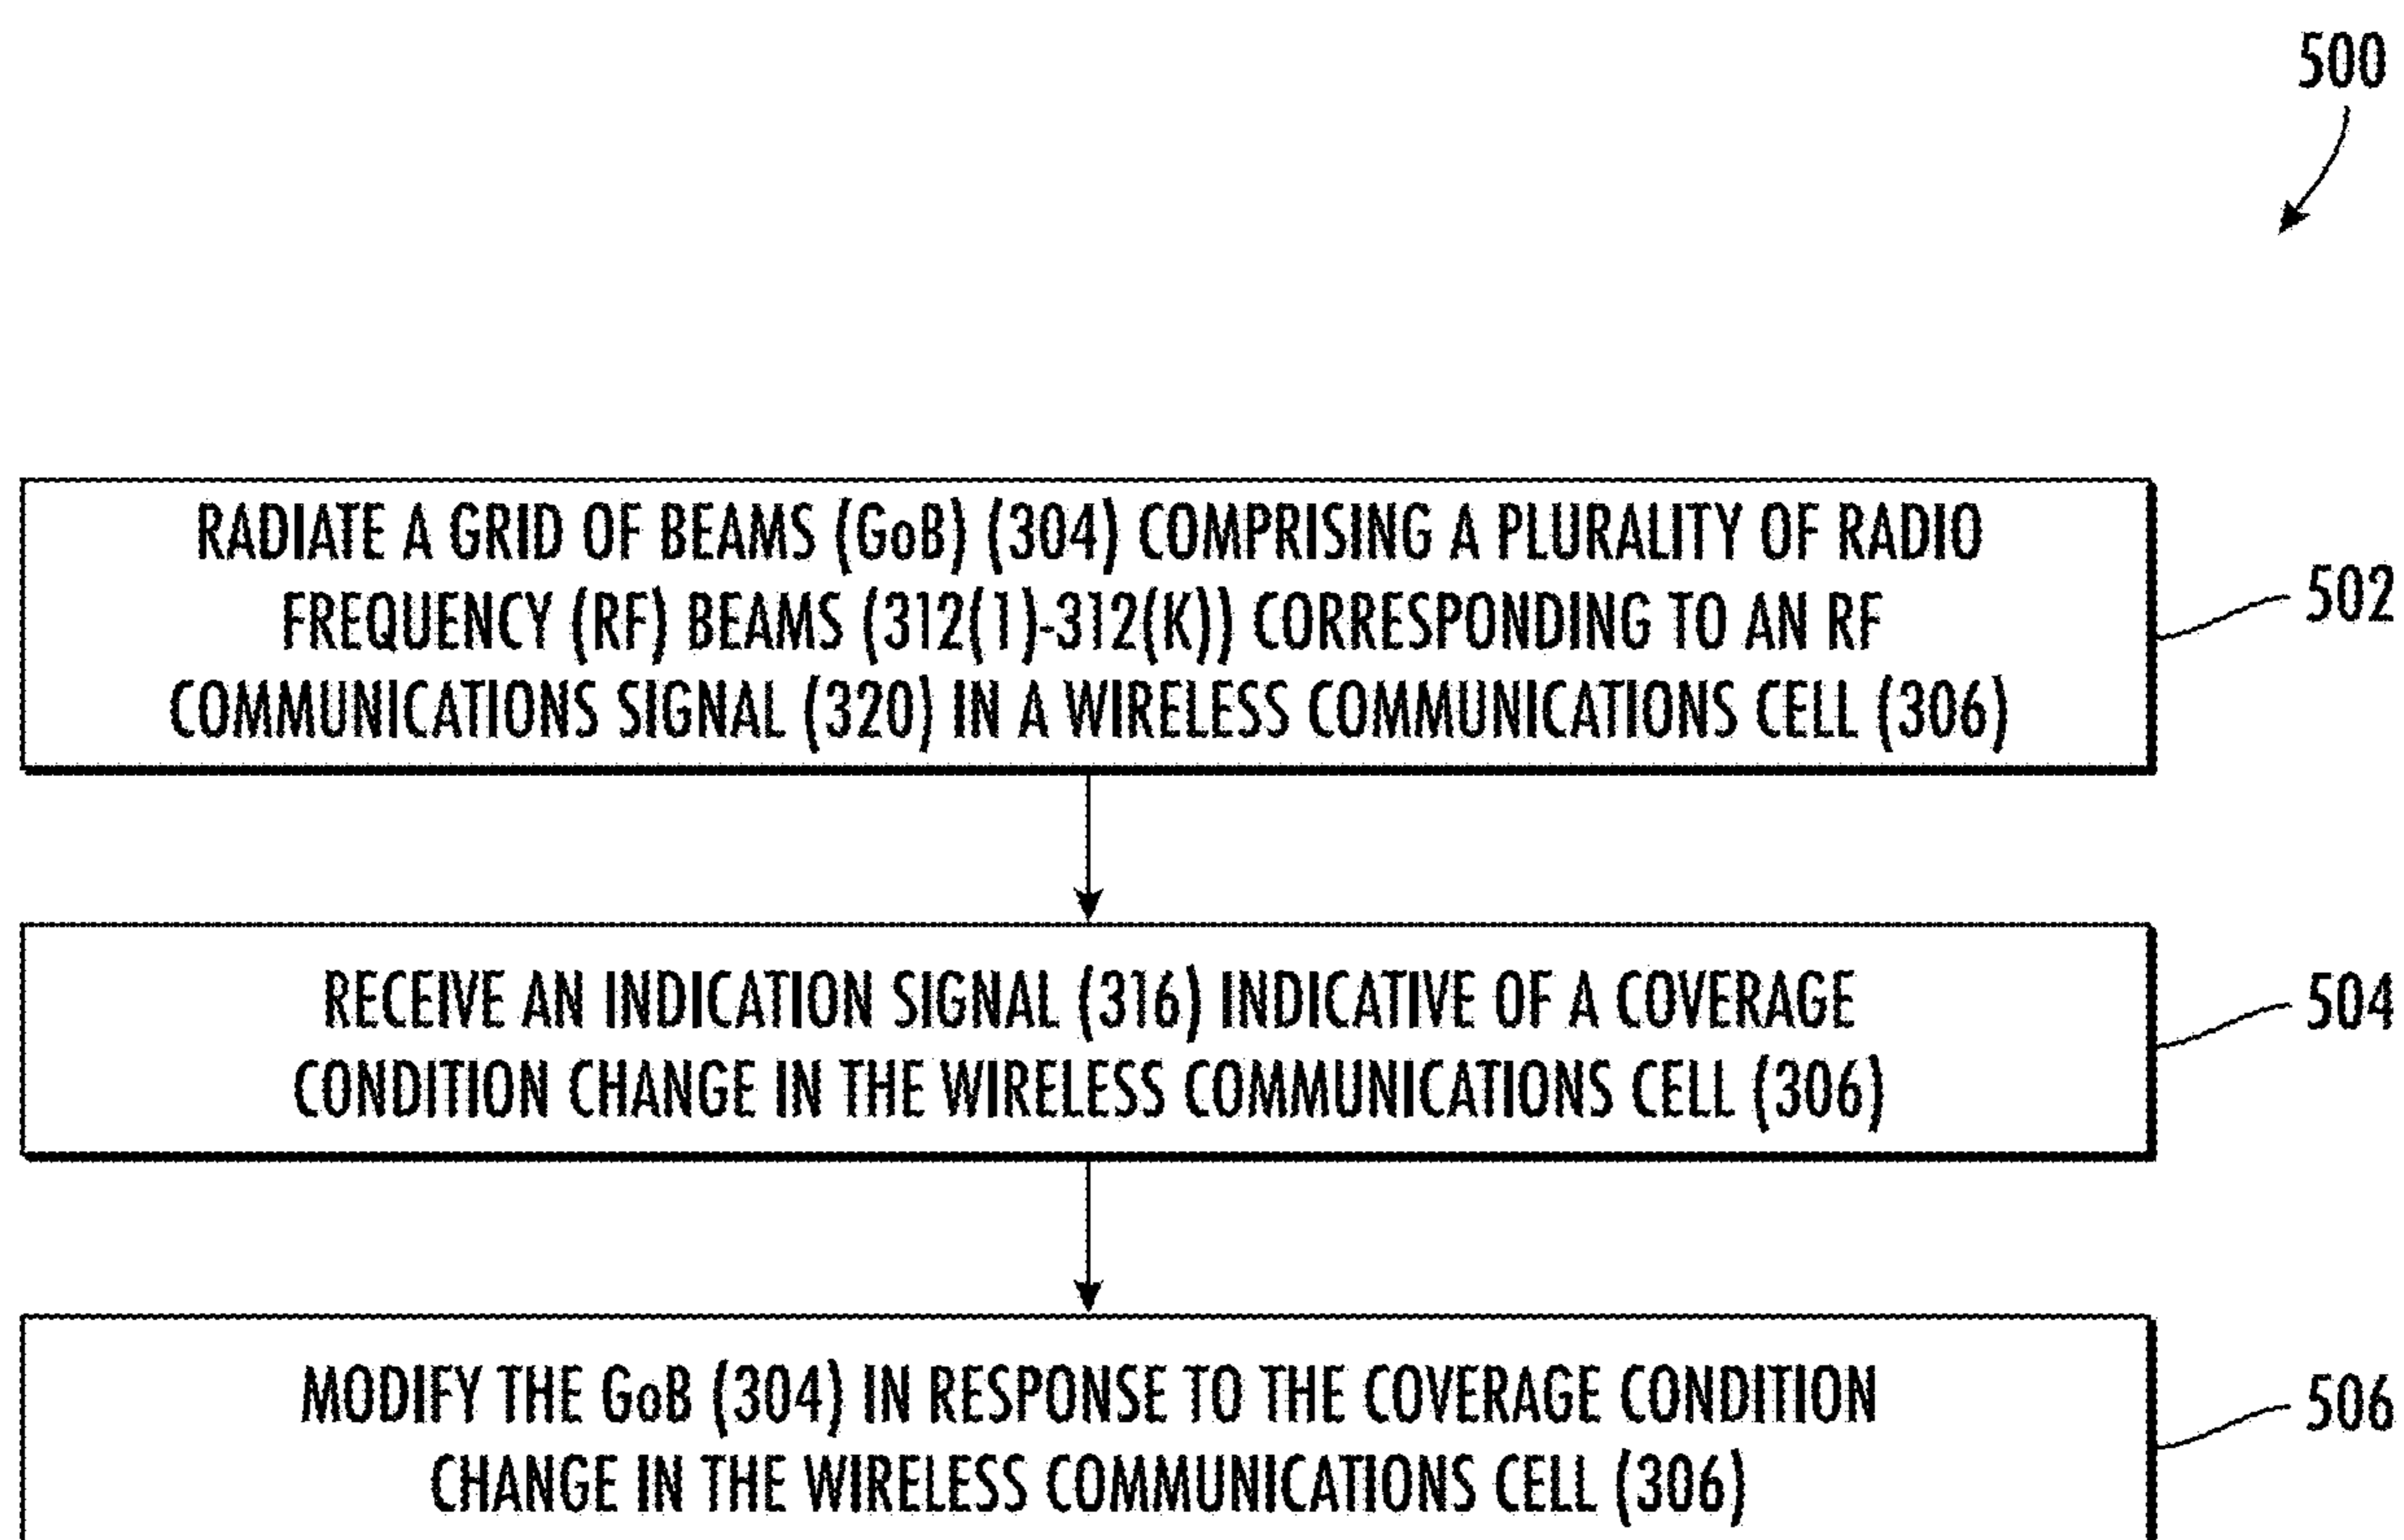 500
RADIATE A GRID OF BEAMS (GoB) (304) COMPRISING A PLURALITY OF RADIO
FREQUENCY (RF) BEAMS (312(1)-312(K)) CORRESPONDING TO AN RF
COMMUNICATIONS SIGNAL (320) IN A WIRELESS COMMUNICATIONS CELL (306)
502
RECEIVE AN INDICATION SIGNAL (316) INDICATIVE OF A COVERAGE
CONDITION CHANGE IN THE WIRELESS COMMUNICATIONS CELL (306)
504
MODIFY THE GoB (304) IN RESPONSE TO THE COVERAGE CONDITION
CHANGE IN THE WIRELESS COMMUNICATIONS CELL (306)
506